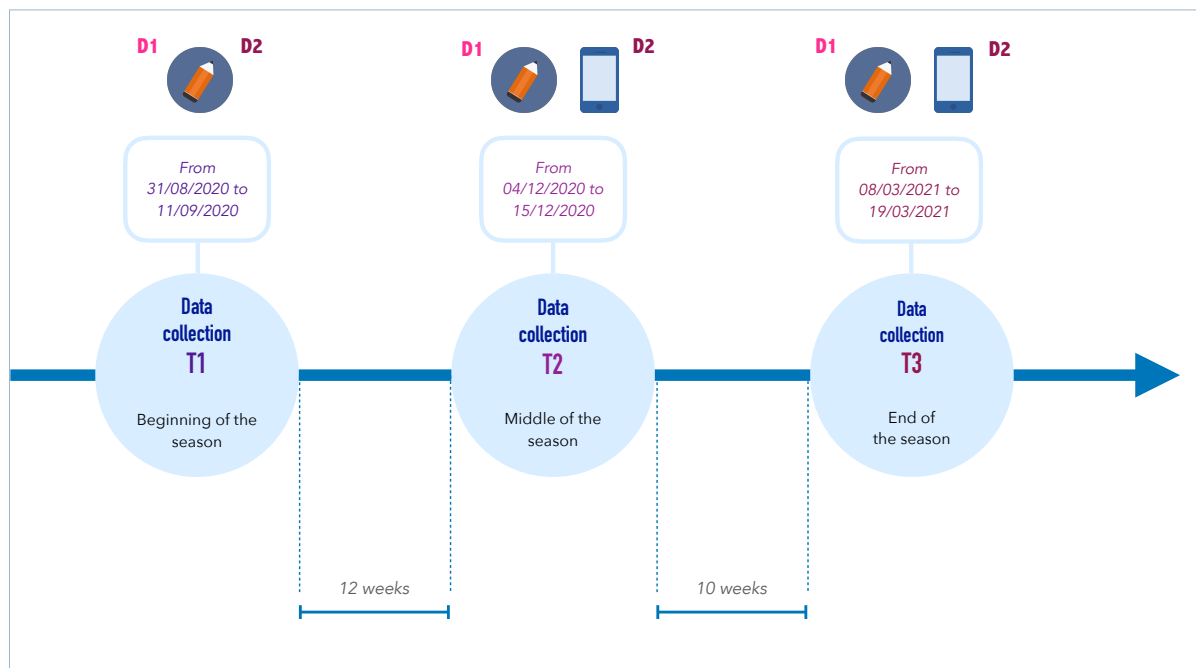 D1
D2
D1
D2
D1
D2
From
31/08/2020 to
11/09/2020
From
04/12/2020 to
15/12/2020
From
08/03/2021 to
19/03/2021
Data
collection
T1
Beginning of the
season
Data
collection
T2
Middle of the
season
Data
collection
T3
End of
the season
12 weeks
10 weeks